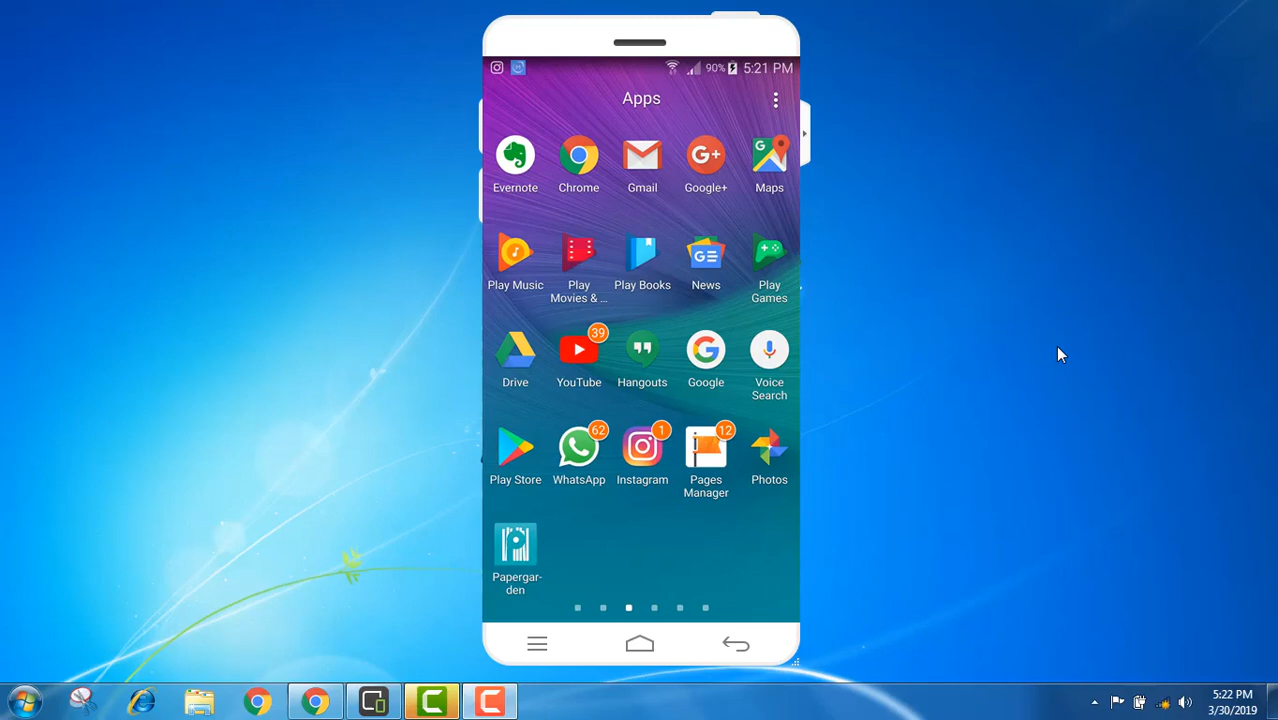 90% 5:21 PM
Apps
Evernote Chrome Gmail Google+ Maps
G+
G
GE
Play Music Play Movies & ... Play Books News Play Games
39
Drive YouTube Hangouts Google Voice Search
62 1 12
Play Store WhatsApp Instagram Pages Manager Photos
Papergar-
den
5:22 PM
3/30/2019